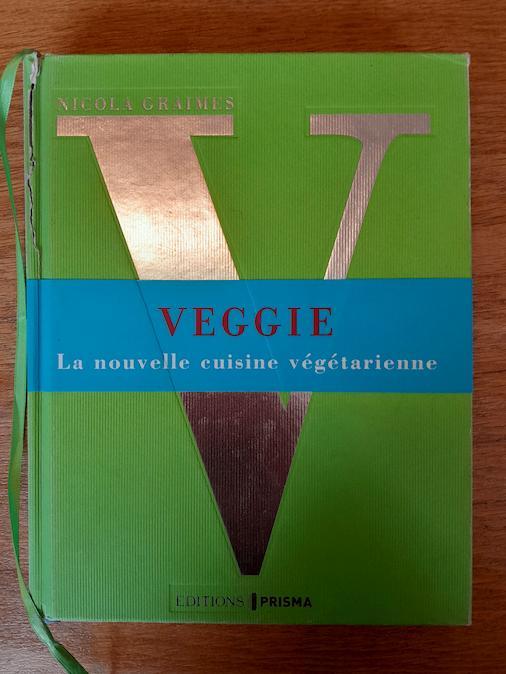 NICOLA GRAIMES
V
VEGGIE
La nouvelle cuisine végétarienne
EDITIONS PRISMA